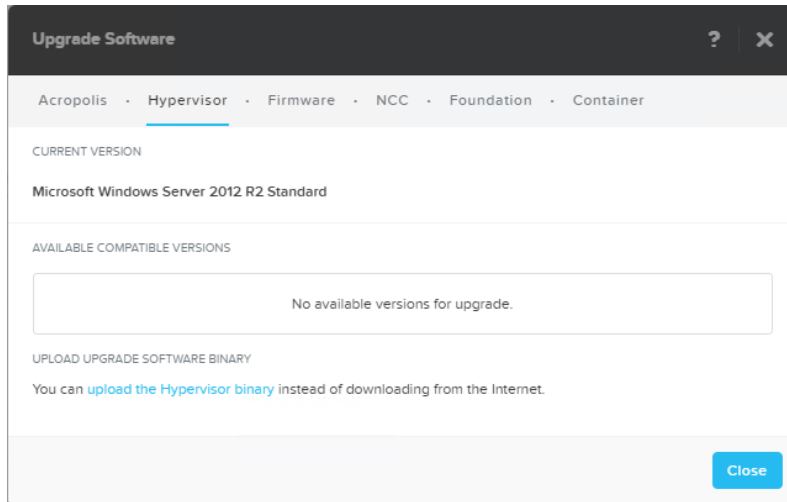 Upgrade Software ? ×
Acropolis · Hypervisor · Firmware · NCC · Foundation · Container
CURRENT VERSION
Microsoft Windows Server 2012 R2 Standard
AVAILABLE COMPATIBLE VERSIONS
No available versions for upgrade.
UPLOAD UPGRADE SOFTWARE BINARY
You can upload the Hypervisor binary instead of downloading from the Internet.
Close